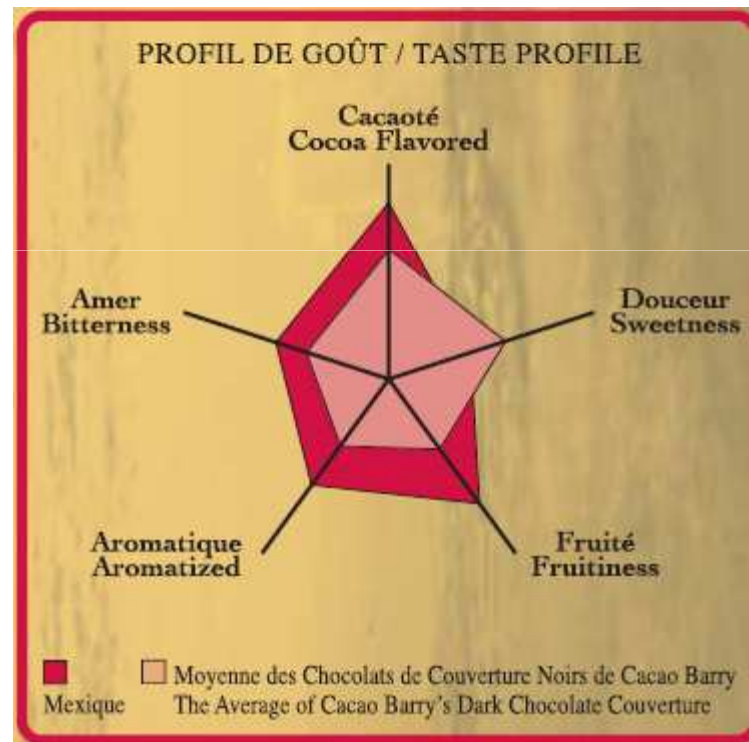 PROFIL DE GOÛT / TASTE PROFILE
Cacaoté
Cocoa Flavored
Amer
Bitterness
Douceur
Sweetness
Aromatique
Aromatized
Fruité
Fruitiness
Mexique
Moyenne des Chocolats de Couverture Noirs de Cacao Barry
The Average of Cacao Barry's Dark Chocolate Couverture